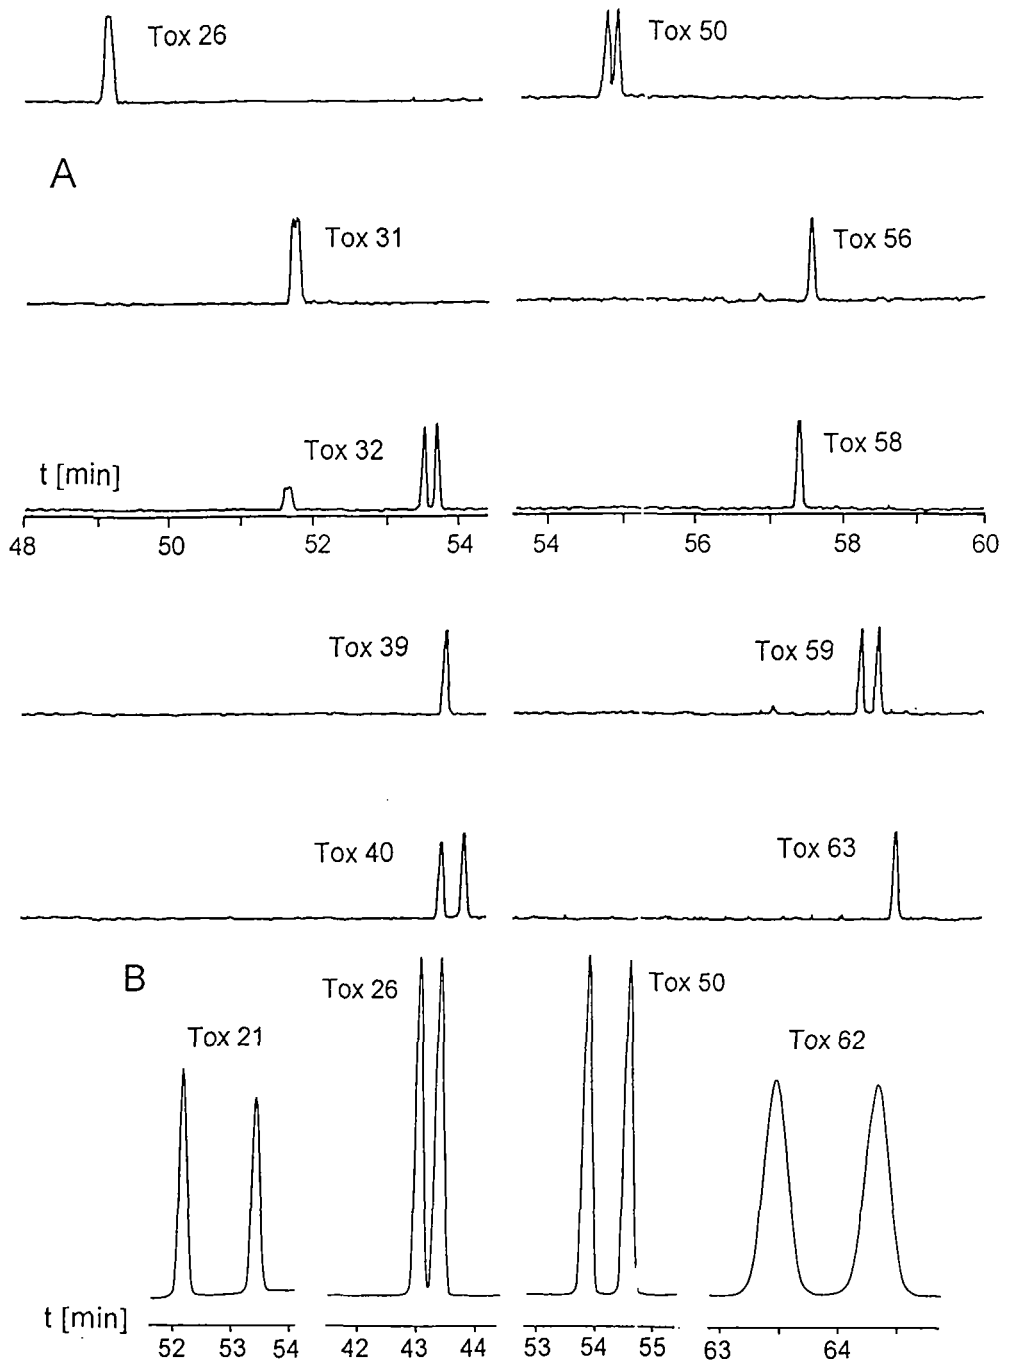 Tox 26
Tox 50
A
Tox 31
Tox 56
Tox 32
Tox 58
t [min]
48 50 52 54 54 56 58 60
Tox 39
Tox 59
Tox 40
Tox 63
B
Tox 26
Tox 50
Tox 21
Tox 62
t [min]
52 53 54 42 43 44 53 54 55 63 64